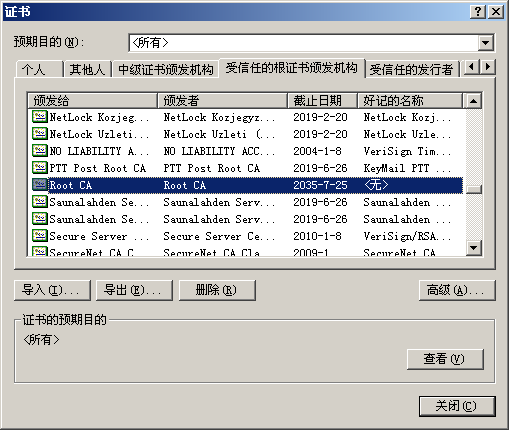 证书
预期目的(N): <所有>
个人 其他人 中级证书颁发机构 受信任的根证书颁发机构 受信任的发行者
颁发给 颁发者 截止日期 好记的名称
NetLock Kozjeg... NetLock Kozjegyz... 2019-2-20 NetLock Kozj...
NetLock Uzleti... NetLock Uzleti (... 2019-2-20 NetLock Uzle...
NO LIABILITY A... NO LIABILITY ACC... 2004-1-8 VeriSign Tim...
PTT Post Root CA PTT Post Root CA 2019-6-26 KeyMail PTT ...
Root CA Root CA 2035-7-25 <无>
Saunalahden Se... Saunalahden Serv... 2019-6-26 Saunalahden ...
Saunalahden Se... Saunalahden Serv... 2019-6-26 Saunalahden ...
Secure Server ... Secure Server Ce... 2010-1-8 VeriSign/RSA...
SecureNet CA C... SecureNet CA Cla... 2009-1... SecureNet CA...
导入(I)... 导出(E)... 删除(R) 高级(A)...
证书的预期目的
<所有>
查看(V)
关闭(C)